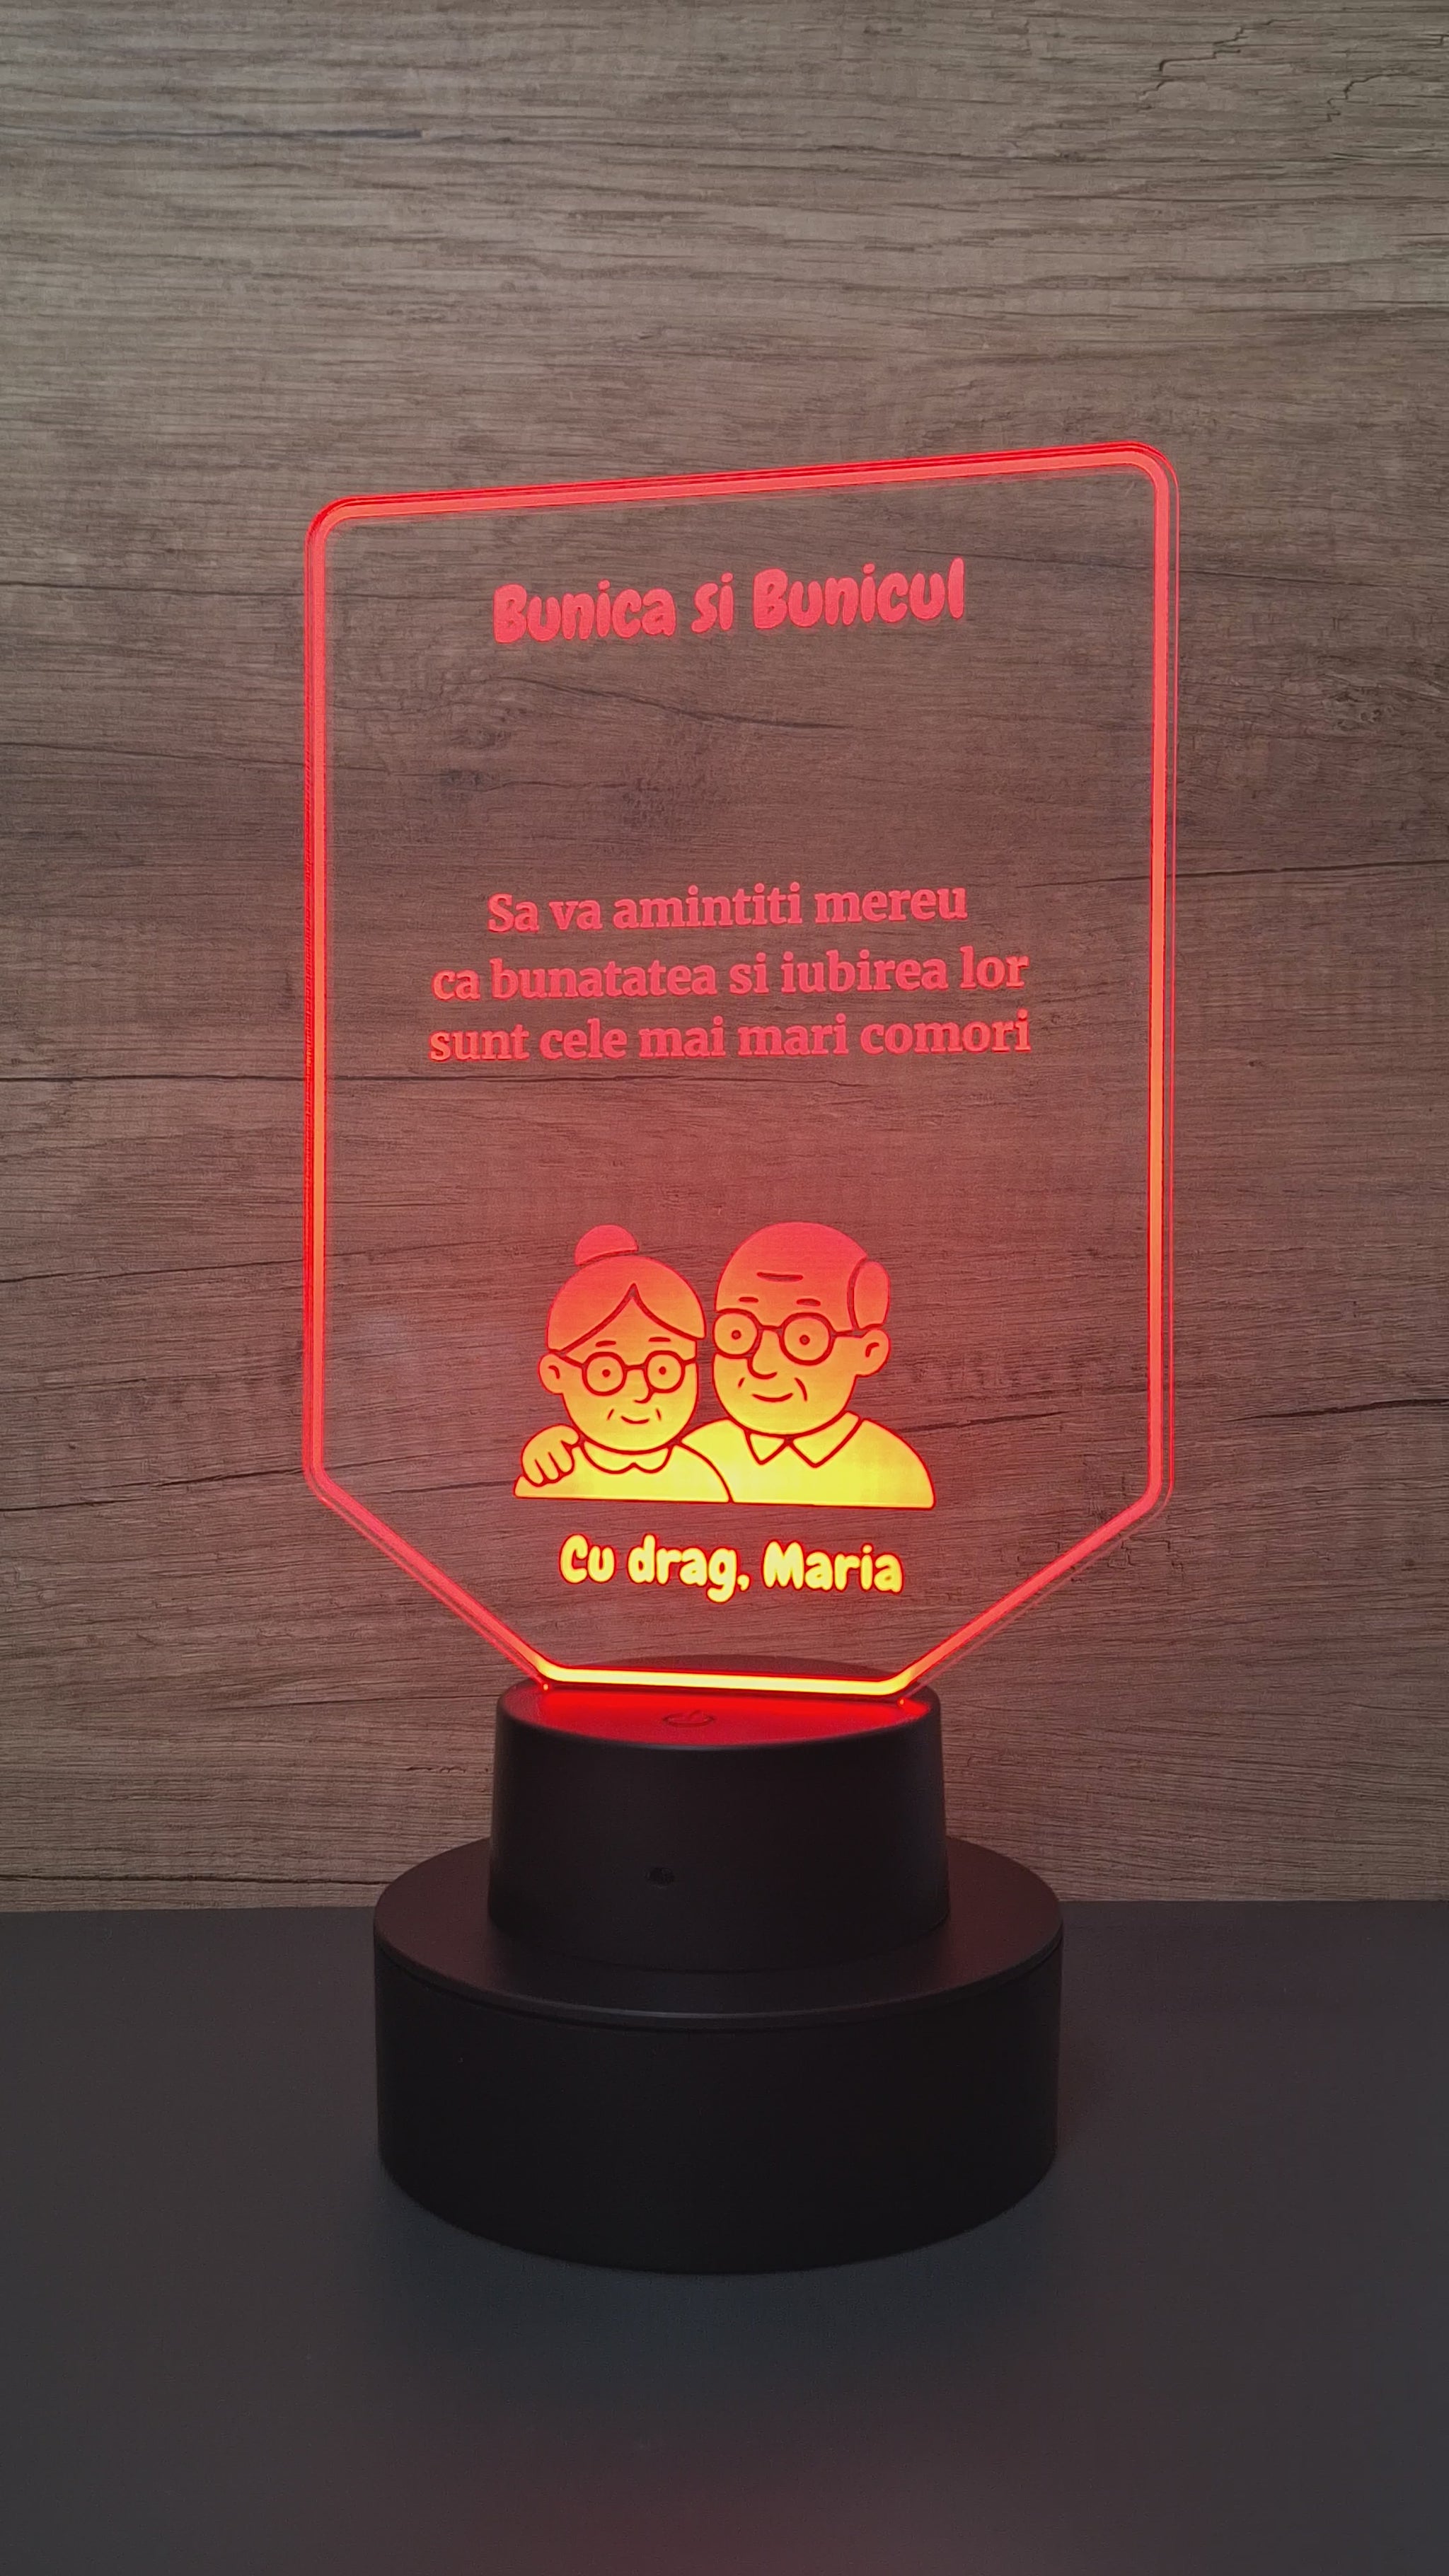 Bunica si Bunicul
Sa va amintiti mereu
ca bunatatea si iubirea lor
sunt cele mai mari comori
Cu drag, Maria